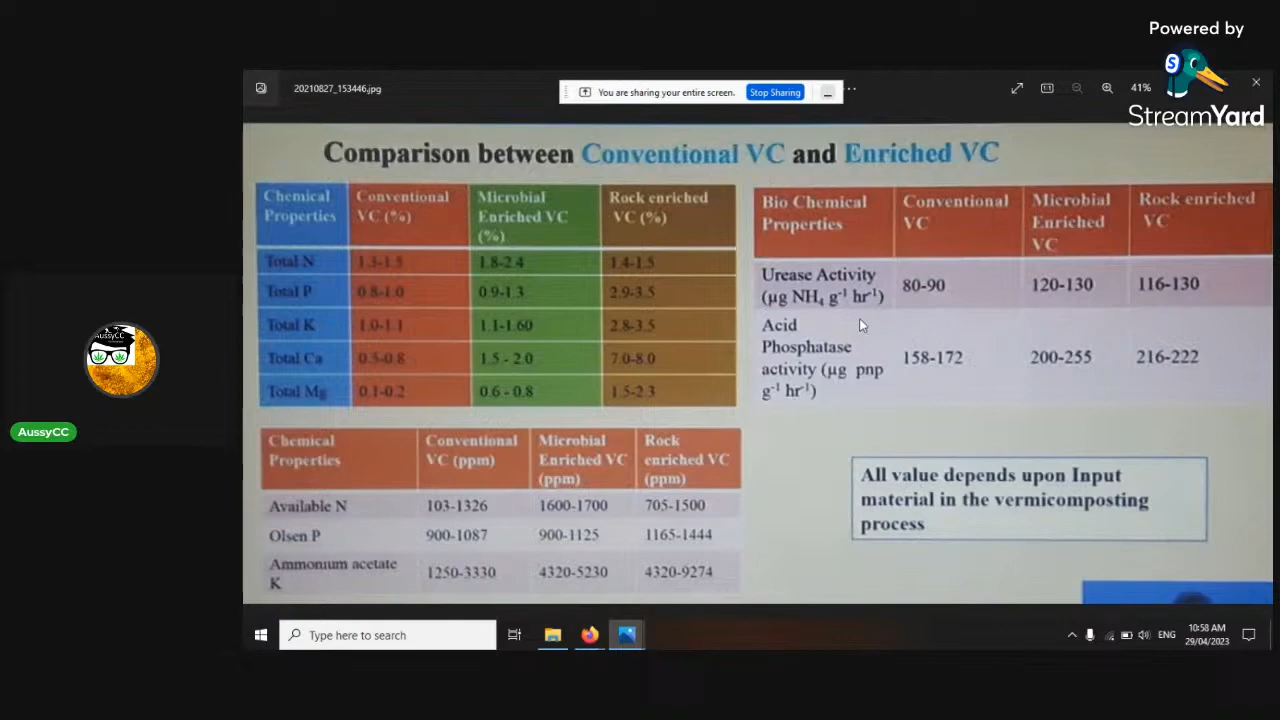 Powered by
StreamYard
20210827_153446.jpg
You are sharing your entire screen.
Stop Sharing
41%
Comparison between Conventional VC and Enriched VC
Chemical Properties | Conventional VC (%) | Microbial Enriched VC (%) | Rock enriched VC (%)
Total N | 1.3-1.5 | 1.8-2.4 | 1.4-1.5
Total P | 0.8-1.0 | 0.9-1.3 | 2.9-3.5
Total K | 1.0-1.1 | 1.1-1.60 | 2.8-3.5
Total Ca | 0.5-0.8 | 1.5 - 2.0 | 7.0-8.0
Total Mg | 0.1-0.2 | 0.6 - 0.8 | 1.5-2.3
Chemical Properties | Conventional VC (ppm) | Microbial Enriched VC (ppm) | Rock enriched VC (ppm)
Available N | 103-1326 | 1600-1700 | 705-1500
Olsen P | 900-1087 | 900-1125 | 1165-1444
Ammonium acetate K | 1250-3330 | 4320-5230 | 4320-9274
Bio Chemical Properties | Conventional VC | Microbial Enriched VC | Rock enriched VC
Urease Activity (µg NH₄ g⁻¹ hr⁻¹) | 80-90 | 120-130 | 116-130
Acid Phosphatase activity (µg pnp g⁻¹ hr⁻¹) | 158-172 | 200-255 | 216-222
All value depends upon Input
material in the vermicomposting
process
AussyCC
AussyCC
Type here to search
ENG
10:58 AM
29/04/2023